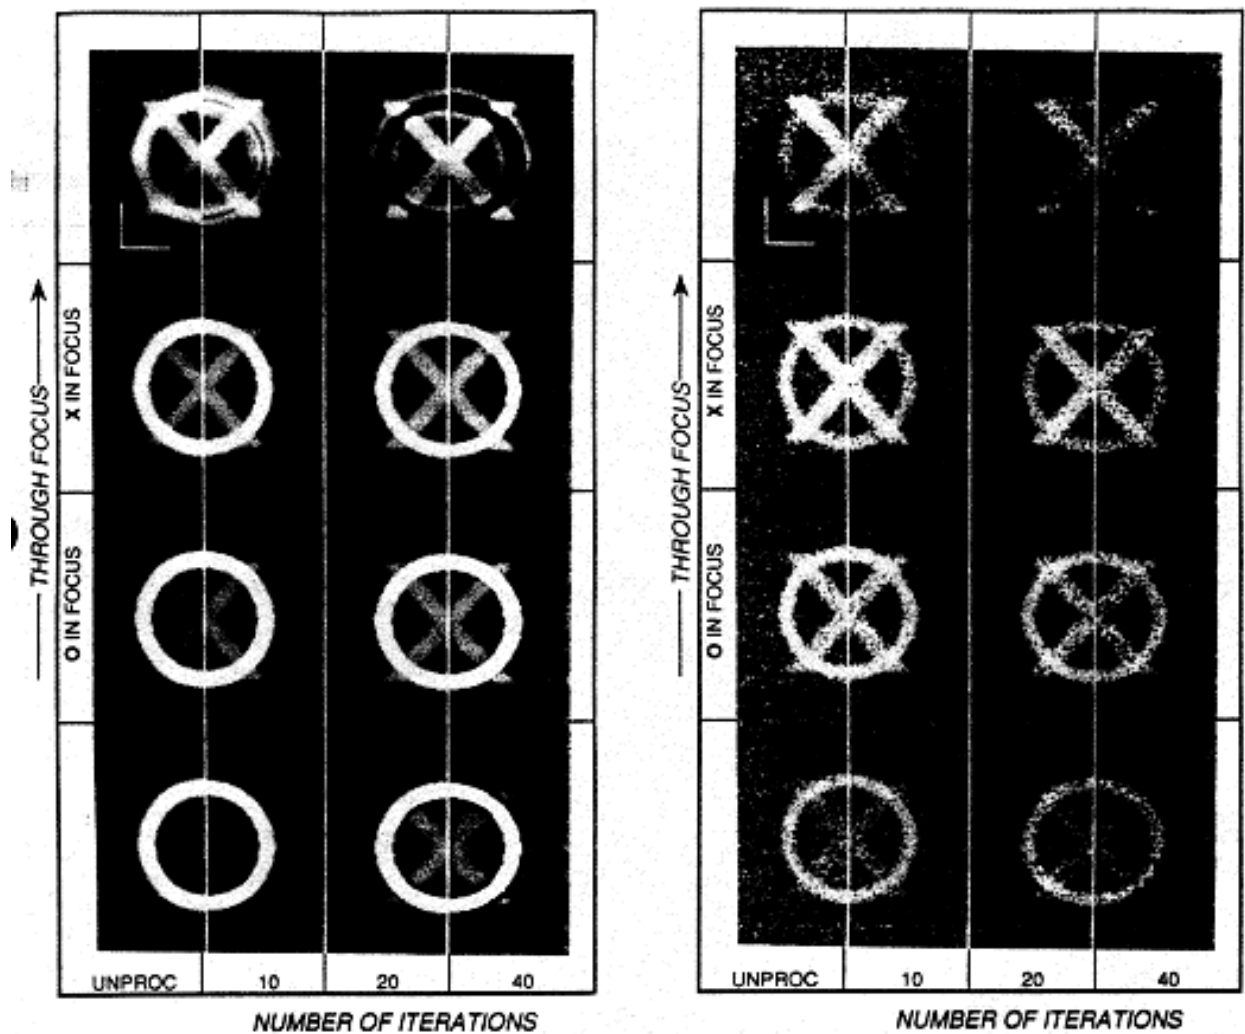 THROUGH FOCUS
X IN FOCUS
O IN FOCUS
UNPROC 10 20 40
NUMBER OF ITERATIONS
THROUGH FOCUS
X IN FOCUS
O IN FOCUS
UNPROC 10 20 40
NUMBER OF ITERATIONS